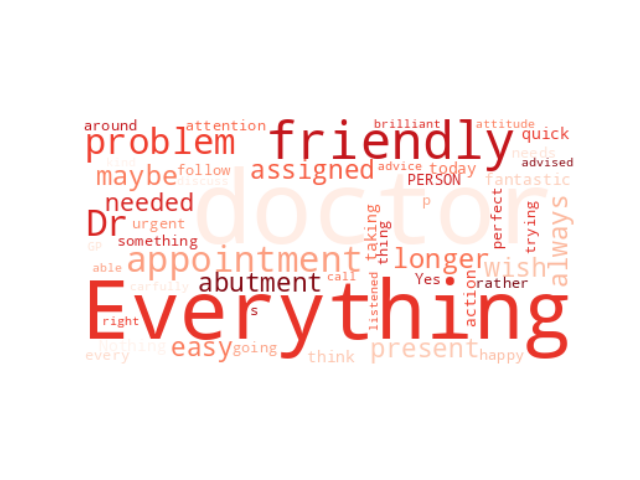 around attention brilliant attitude
problem friendly quick
needs
maybe follow assigned advice today advised
discuss PERSON fantastic
needed doctor p
Dr urgent taking thing perfect trying always
something
GP appointment longer wish
able abutment call listened action Yes rather
carfully
Everything
right s
nothing easy going present
every think happy